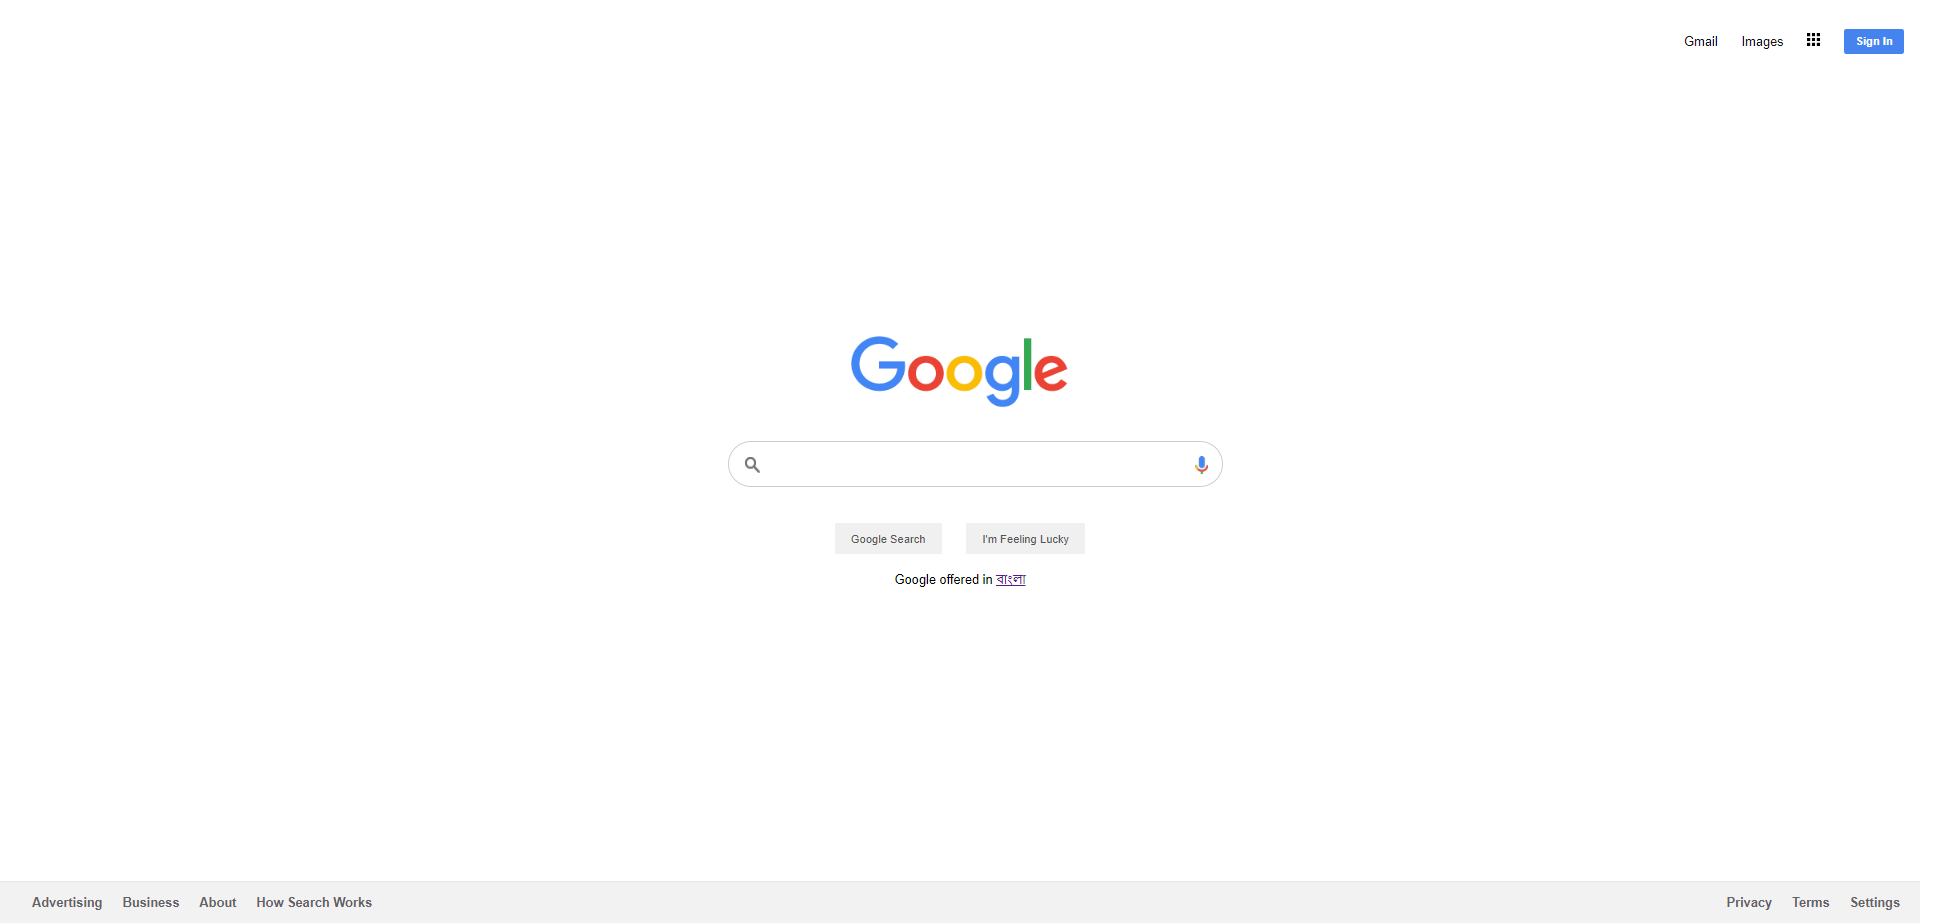 Gmail Images Sign In
Google
Google Search I'm Feeling Lucky
Google offered in বাংলা
Advertising Business About How Search Works Privacy Terms Settings